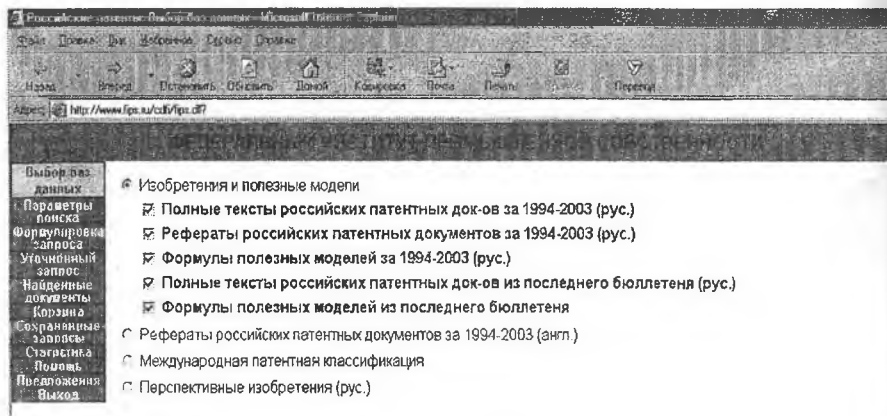 Российские патенты: Выбор баз данных - Microsoft Internet Explorer
Файл Правка Вид Избранное Сервис Справка
Назад Вперед Остановить Обновить Домой Кодировка Почта Печать Переход
Адрес http://www.fips.ru/cdfi/fips.dll?
Выбор баз данных
Параметры поиска
Формулировка запроса
Уточнённый запрос
Найденные документы
Корзина
Сохраненные запросы
Статистика
Помощь
Предложения
Выход
Изобретения и полезные модели
Полные тексты российских патентных док-ов за 1994-2003 (рус.)
Рефераты российских патентных документов за 1994-2003 (рус.)
Формулы полезных моделей за 1994-2003 (рус.)
Полные тексты российских патентных док-ов из последнего бюллетеня (рус.)
Формулы полезных моделей из последнего бюллетеня
Рефераты российских патентных документов за 1994-2003 (англ.)
Международная патентная классификация
Перспективные изобретения (рус.)